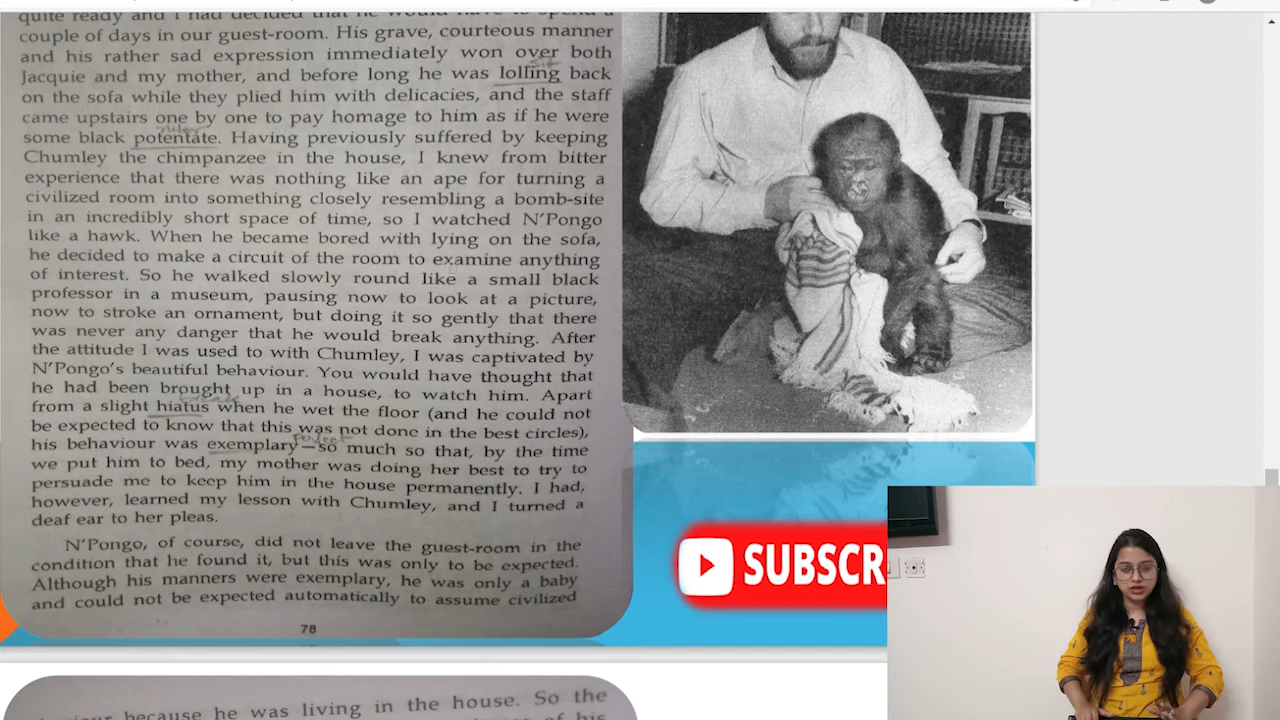 quite ready and I had decided that he would have to spend a
couple of days in our guest-room. His grave, courteous manner
and his rather sad expression immediately won over both
Jacquie and my mother, and before long he was lolling back
on the sofa while they plied him with delicacies, and the staff
came upstairs one by one to pay homage to him as if he were
ruler
some black potentate. Having previously suffered by keeping
Chumley the chimpanzee in the house, I knew from bitter
experience that there was nothing like an ape for turning a
civilized room into something closely resembling a bomb-site
in an incredibly short space of time, so I watched N'Pongo
like a hawk. When he became bored with lying on the sofa,
he decided to make a circuit of the room to examine anything
of interest. So he walked slowly round like a small black
professor in a museum, pausing now to look at a picture,
now to stroke an ornament, but doing it so gently that there
was never any danger that he would break anything. After
the attitude I was used to with Chumley, I was captivated by
N'Pongo's beautiful behaviour. You would have thought that
he had been brought up in a house, to watch him. Apart
from a slight hiatus when he wet the floor (and he could not
be expected to know that this was not done in the best circles),
perfect
his behaviour was exemplary—so much so that, by the time
we put him to bed, my mother was doing her best to try to
persuade me to keep him in the house permanently. I had,
however, learned my lesson with Chumley, and I turned a
deaf ear to her pleas.
N'Pongo, of course, did not leave the guest-room in the
condition that he found it, but this was only to be expected.
Although his manners were exemplary, he was only a baby
and could not be expected automatically to assume civilized
78
because he was living in the house. So the
of his
SUBSCR